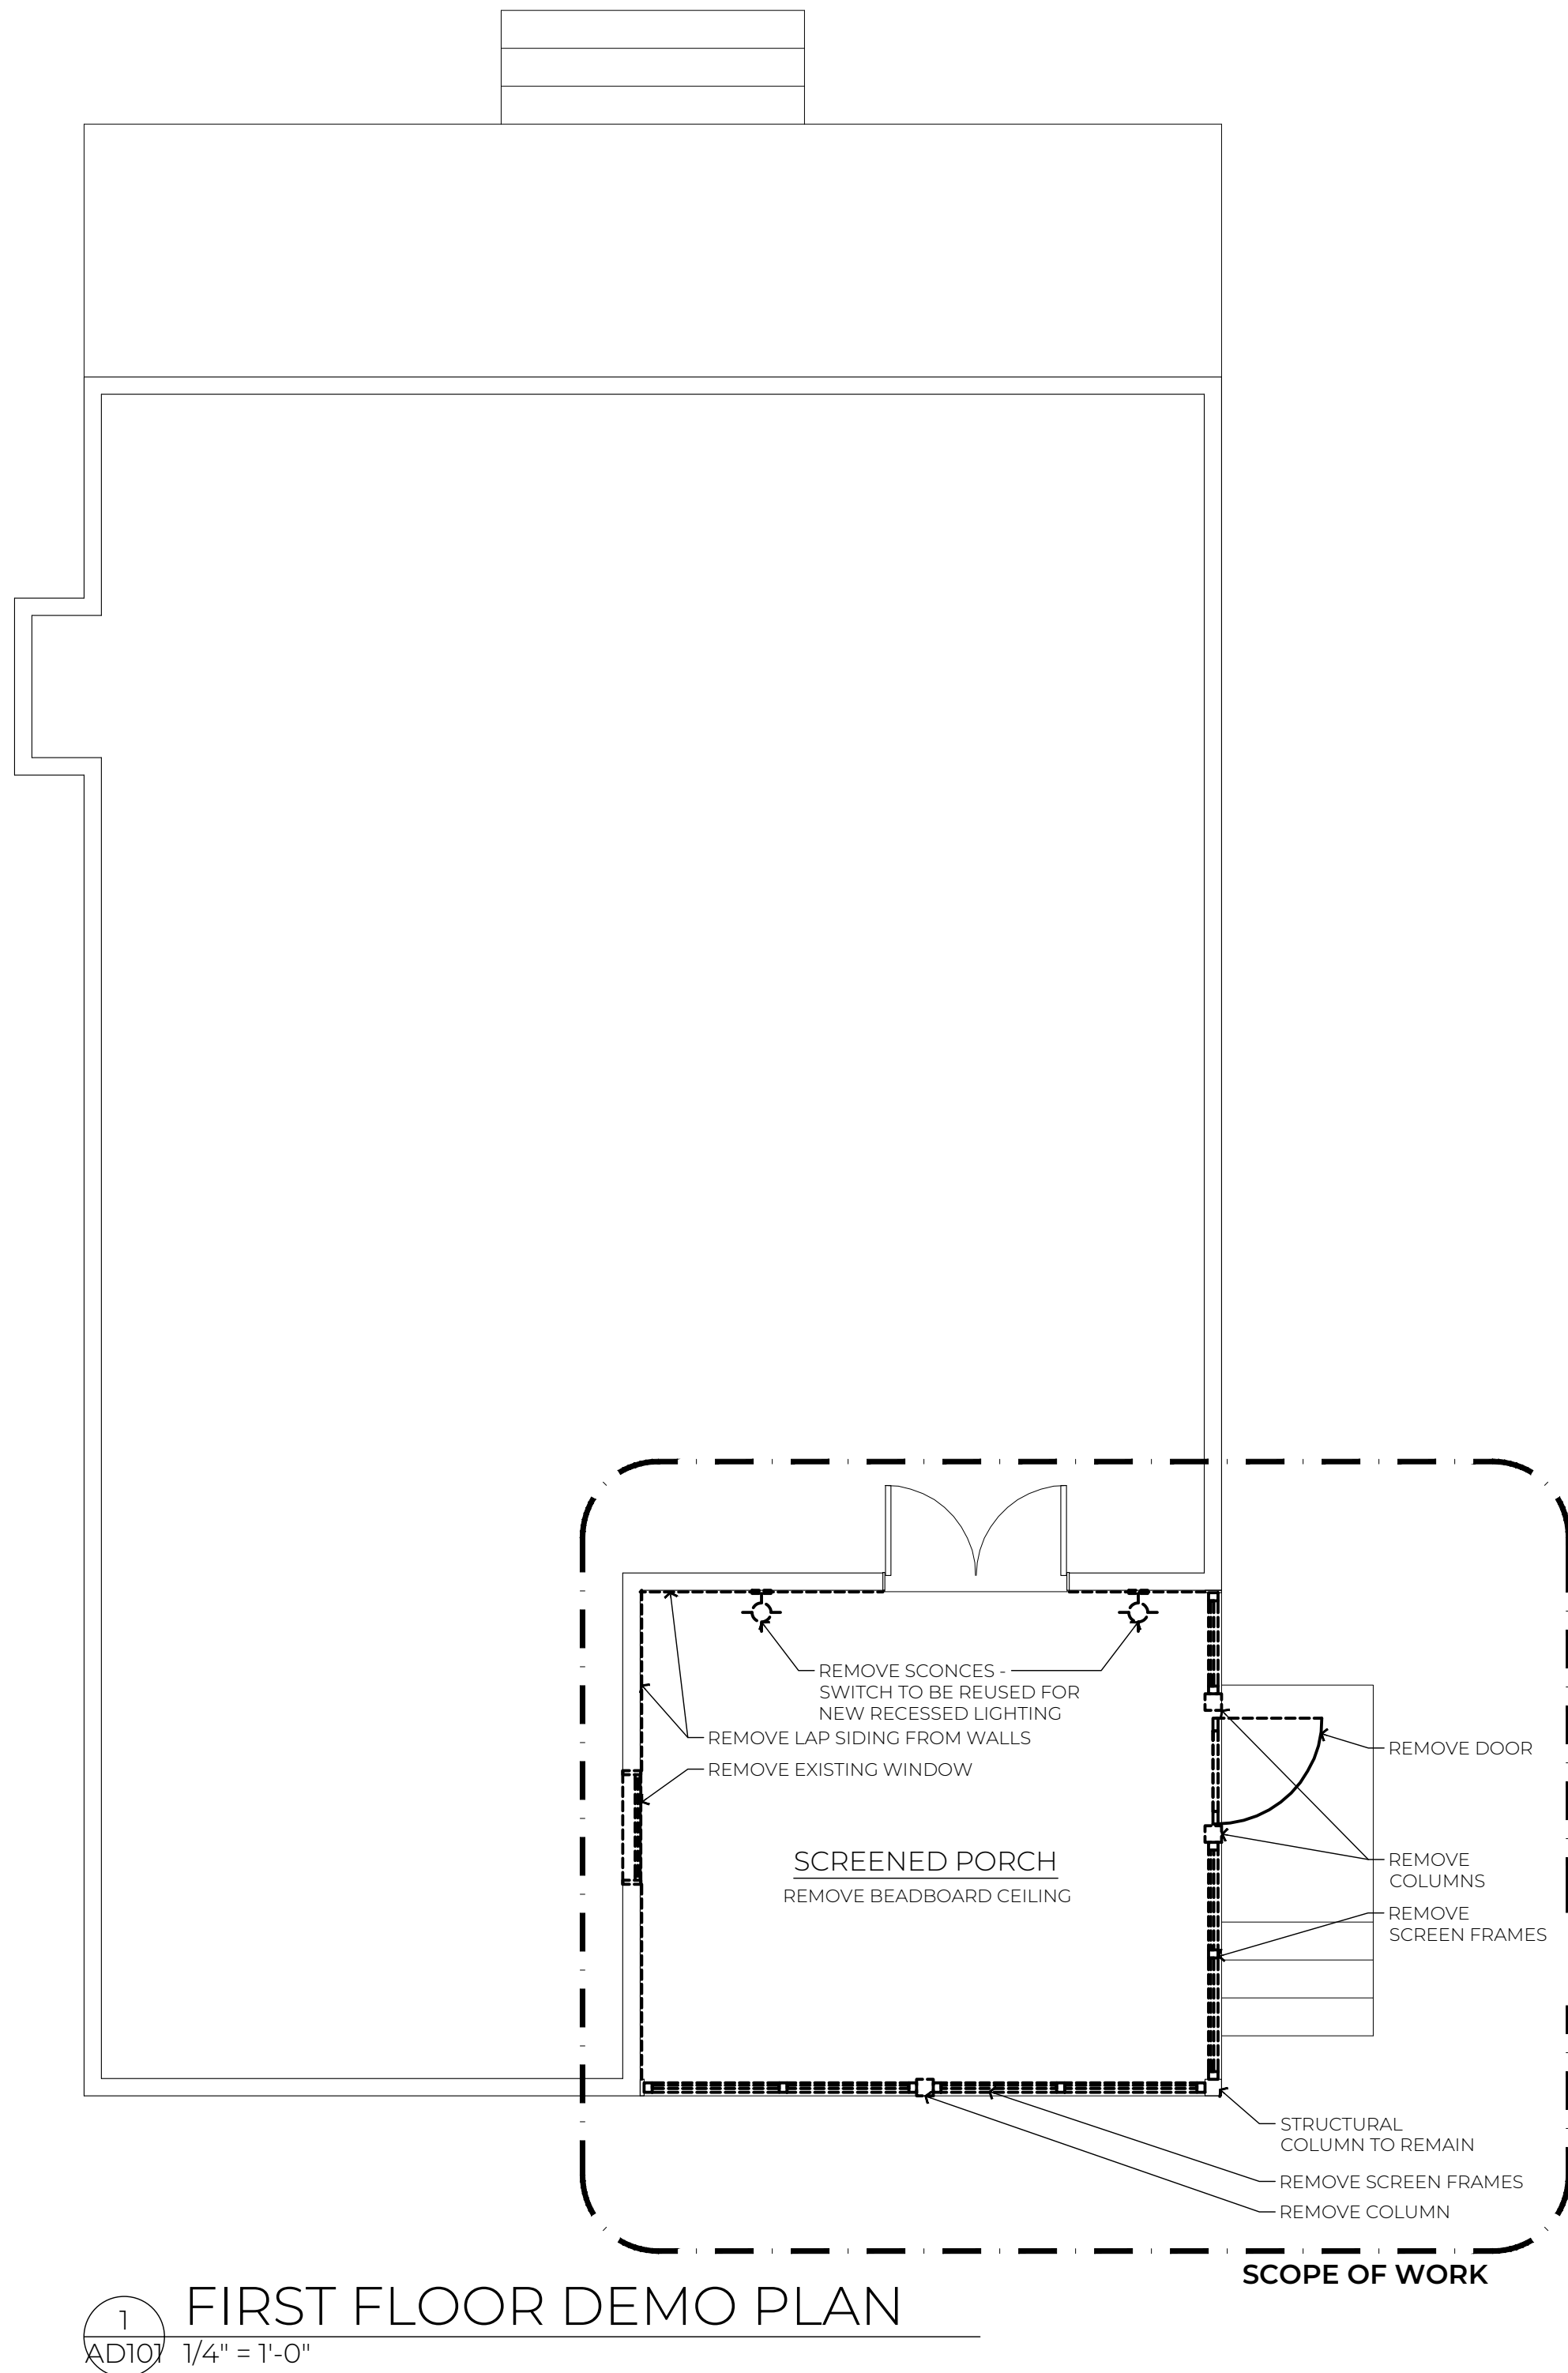 REMOVE SCONCES -
SWITCH TO BE REUSED FOR
NEW RECESSED LIGHTING
REMOVE LAP SIDING FROM WALLS
REMOVE EXISTING WINDOW
REMOVE DOOR
SCREENED PORCH
REMOVE BEADBOARD CEILING
REMOVE
COLUMNS
REMOVE
SCREEN FRAMES
STRUCTURAL
COLUMN TO REMAIN
REMOVE SCREEN FRAMES
REMOVE COLUMN
SCOPE OF WORK
1
FIRST FLOOR DEMO PLAN
AD101
1/4" = 1'-0"